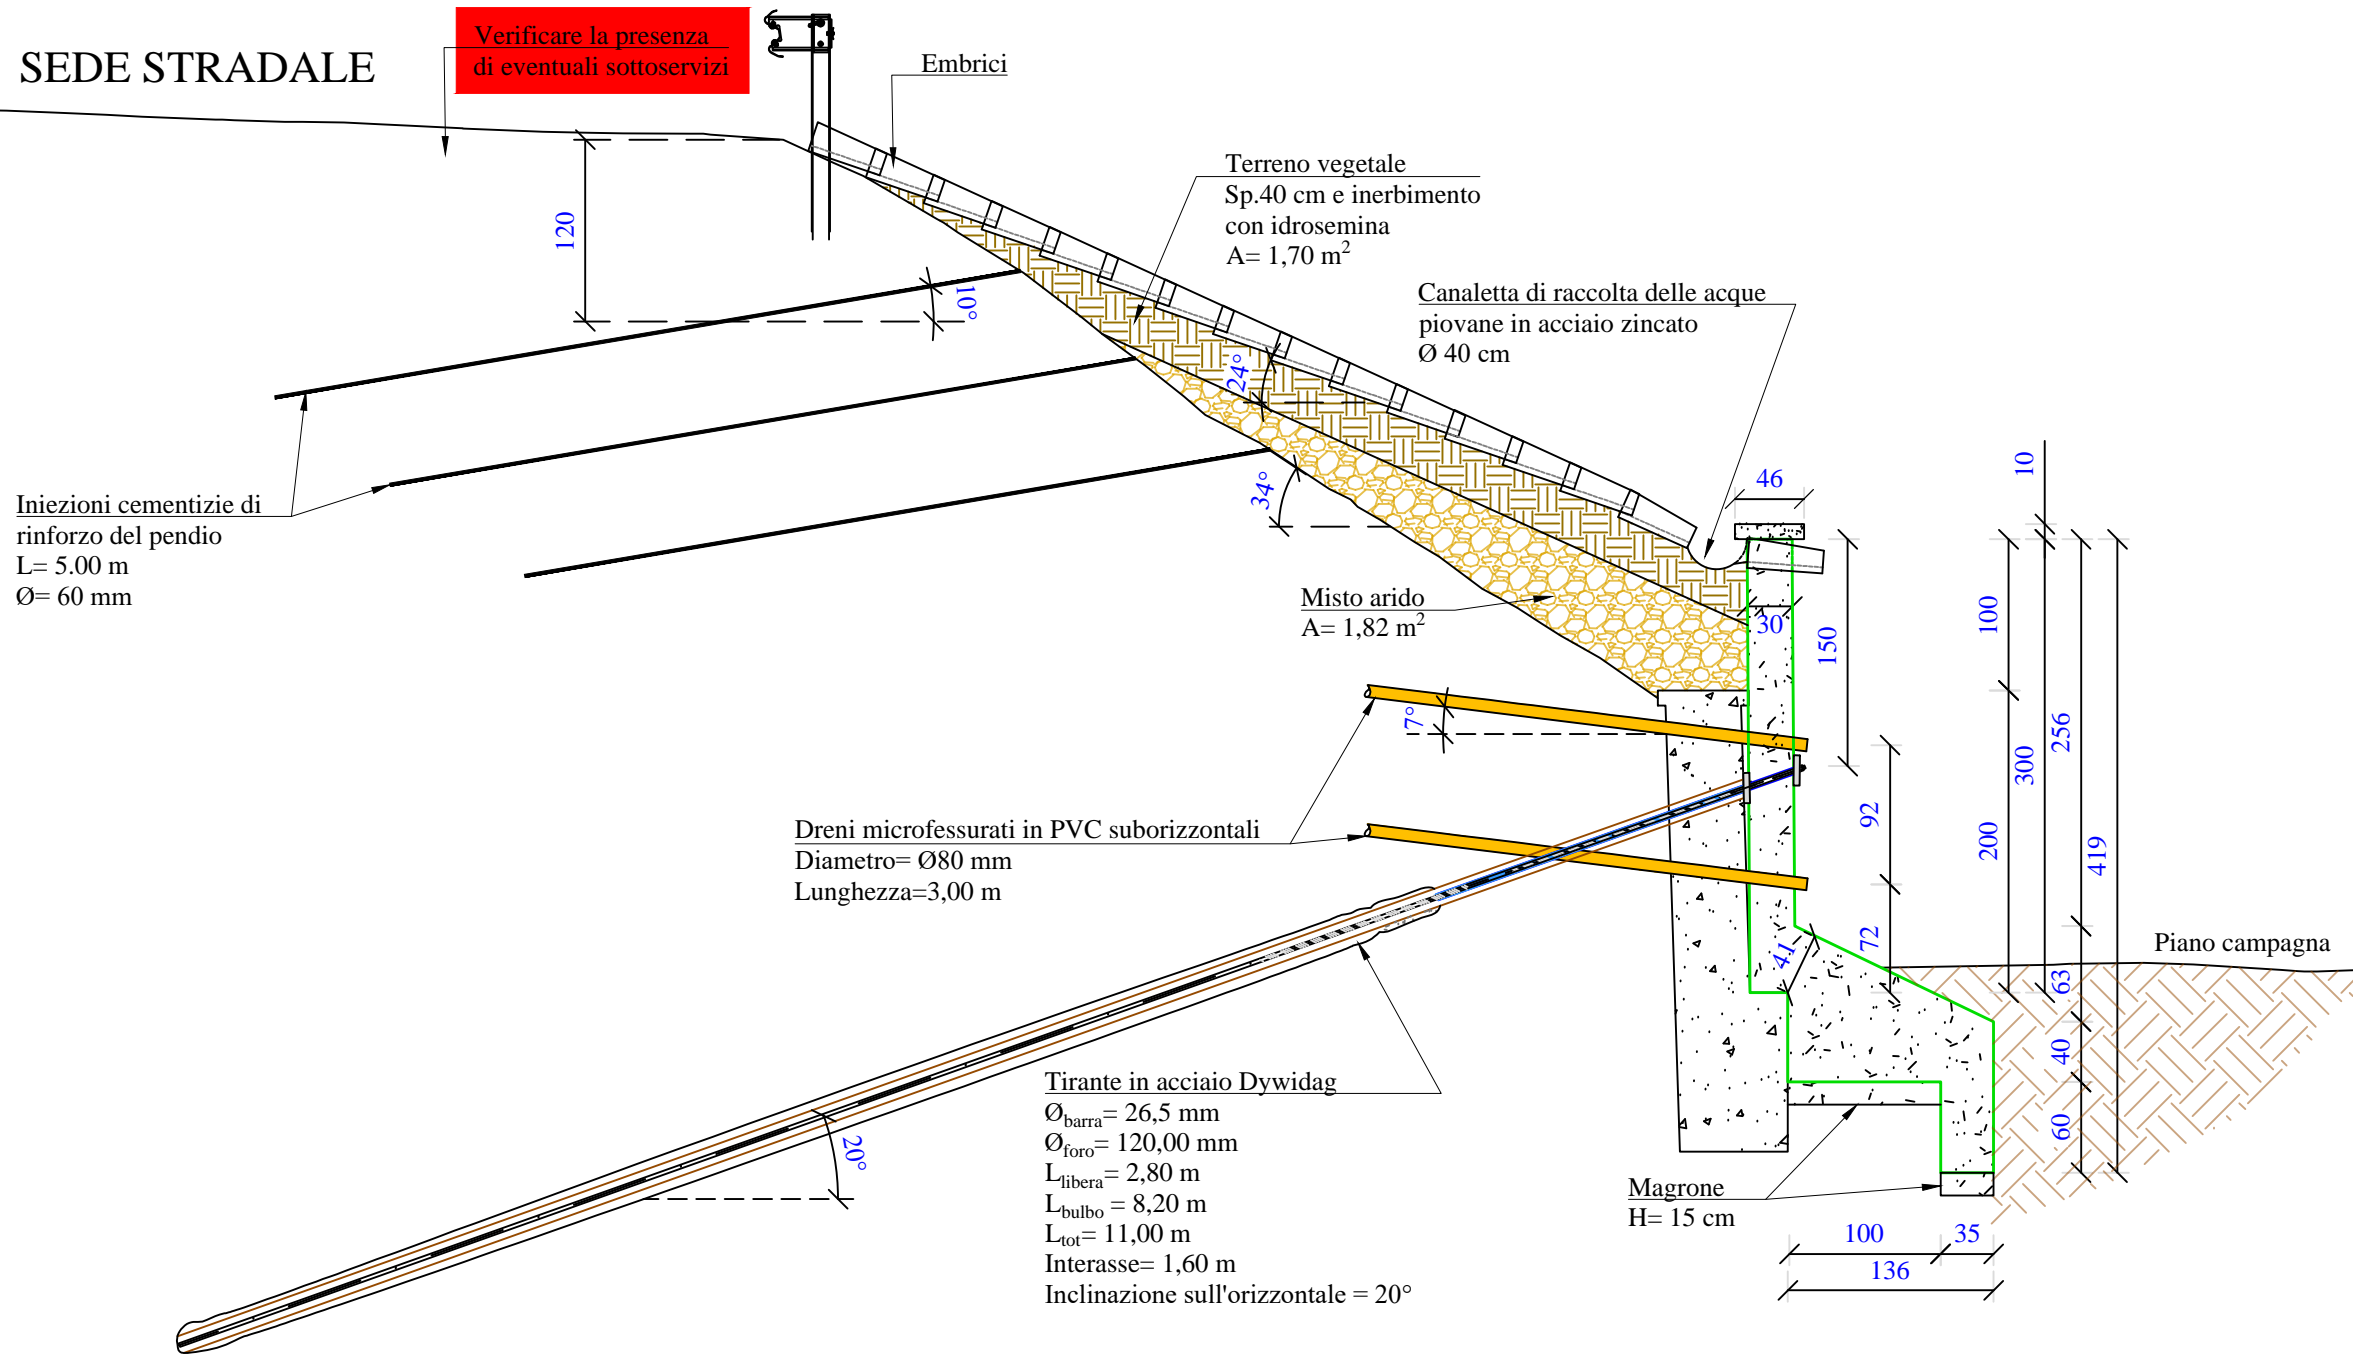 SEDE STRADALE
Verificare la presenza
di eventuali sottoservizi
Embrici
Terreno vegetale
Sp.40 cm e inerbimento
con idrosemina
A= 1,70 m²
Canaletta di raccolta delle acque
piovane in acciaio zincato
Ø 40 cm
120
10°
24°
34°
Iniezioni cementizie di
rinforzo del pendio
L= 5.00 m
Ø= 60 mm
Misto arido
A= 1,82 m²
46
10
30
150
100
300
256
7°
92
200
419
72
41
63
40
60
Dreni microfessurati in PVC suborizzontali
Diametro= Ø80 mm
Lunghezza=3,00 m
Piano campagna
Tirante in acciaio Dywidag
Øbarra= 26,5 mm
Øforo= 120,00 mm
Llibera= 2,80 m
Lbulbo = 8,20 m
Ltot= 11,00 m
Interasse= 1,60 m
Inclinazione sull'orizzontale = 20°
20°
Magrone
H= 15 cm
100
35
136